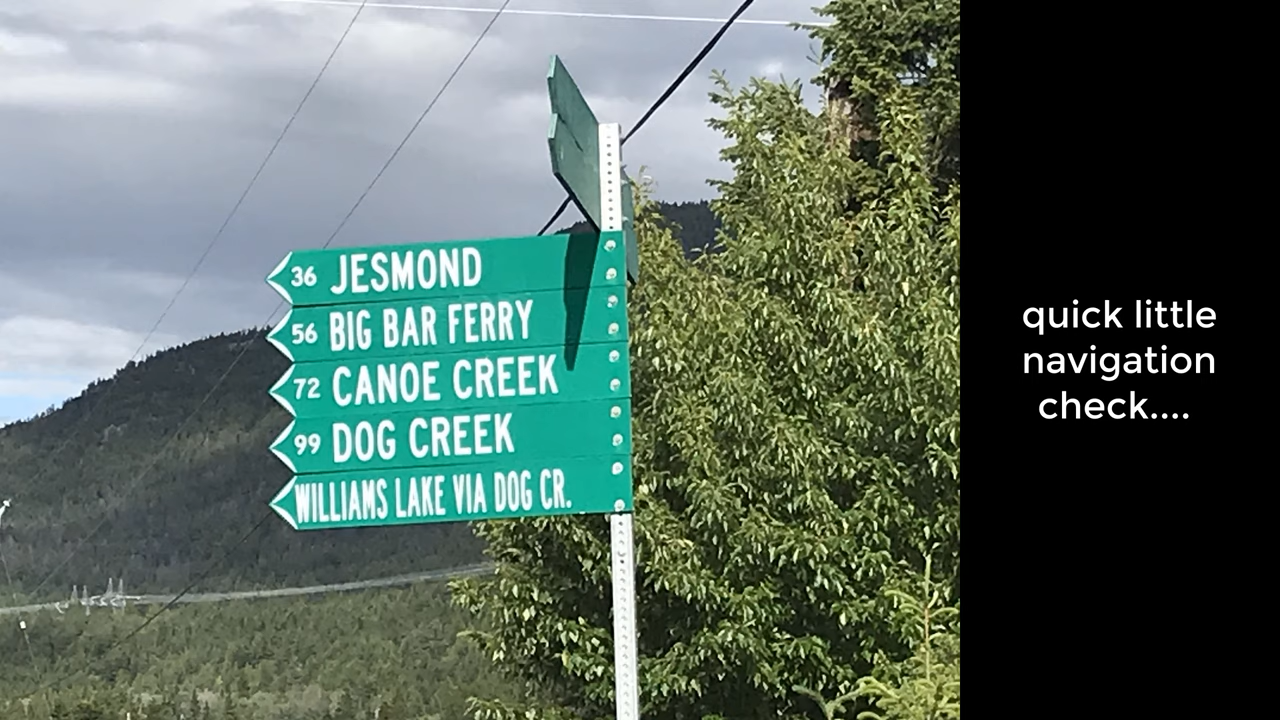 36 JESMOND
56 BIG BAR FERRY
72 CANOE CREEK
99 DOG CREEK
WILLIAMS LAKE VIA DOG CR.
quick little
navigation
check....